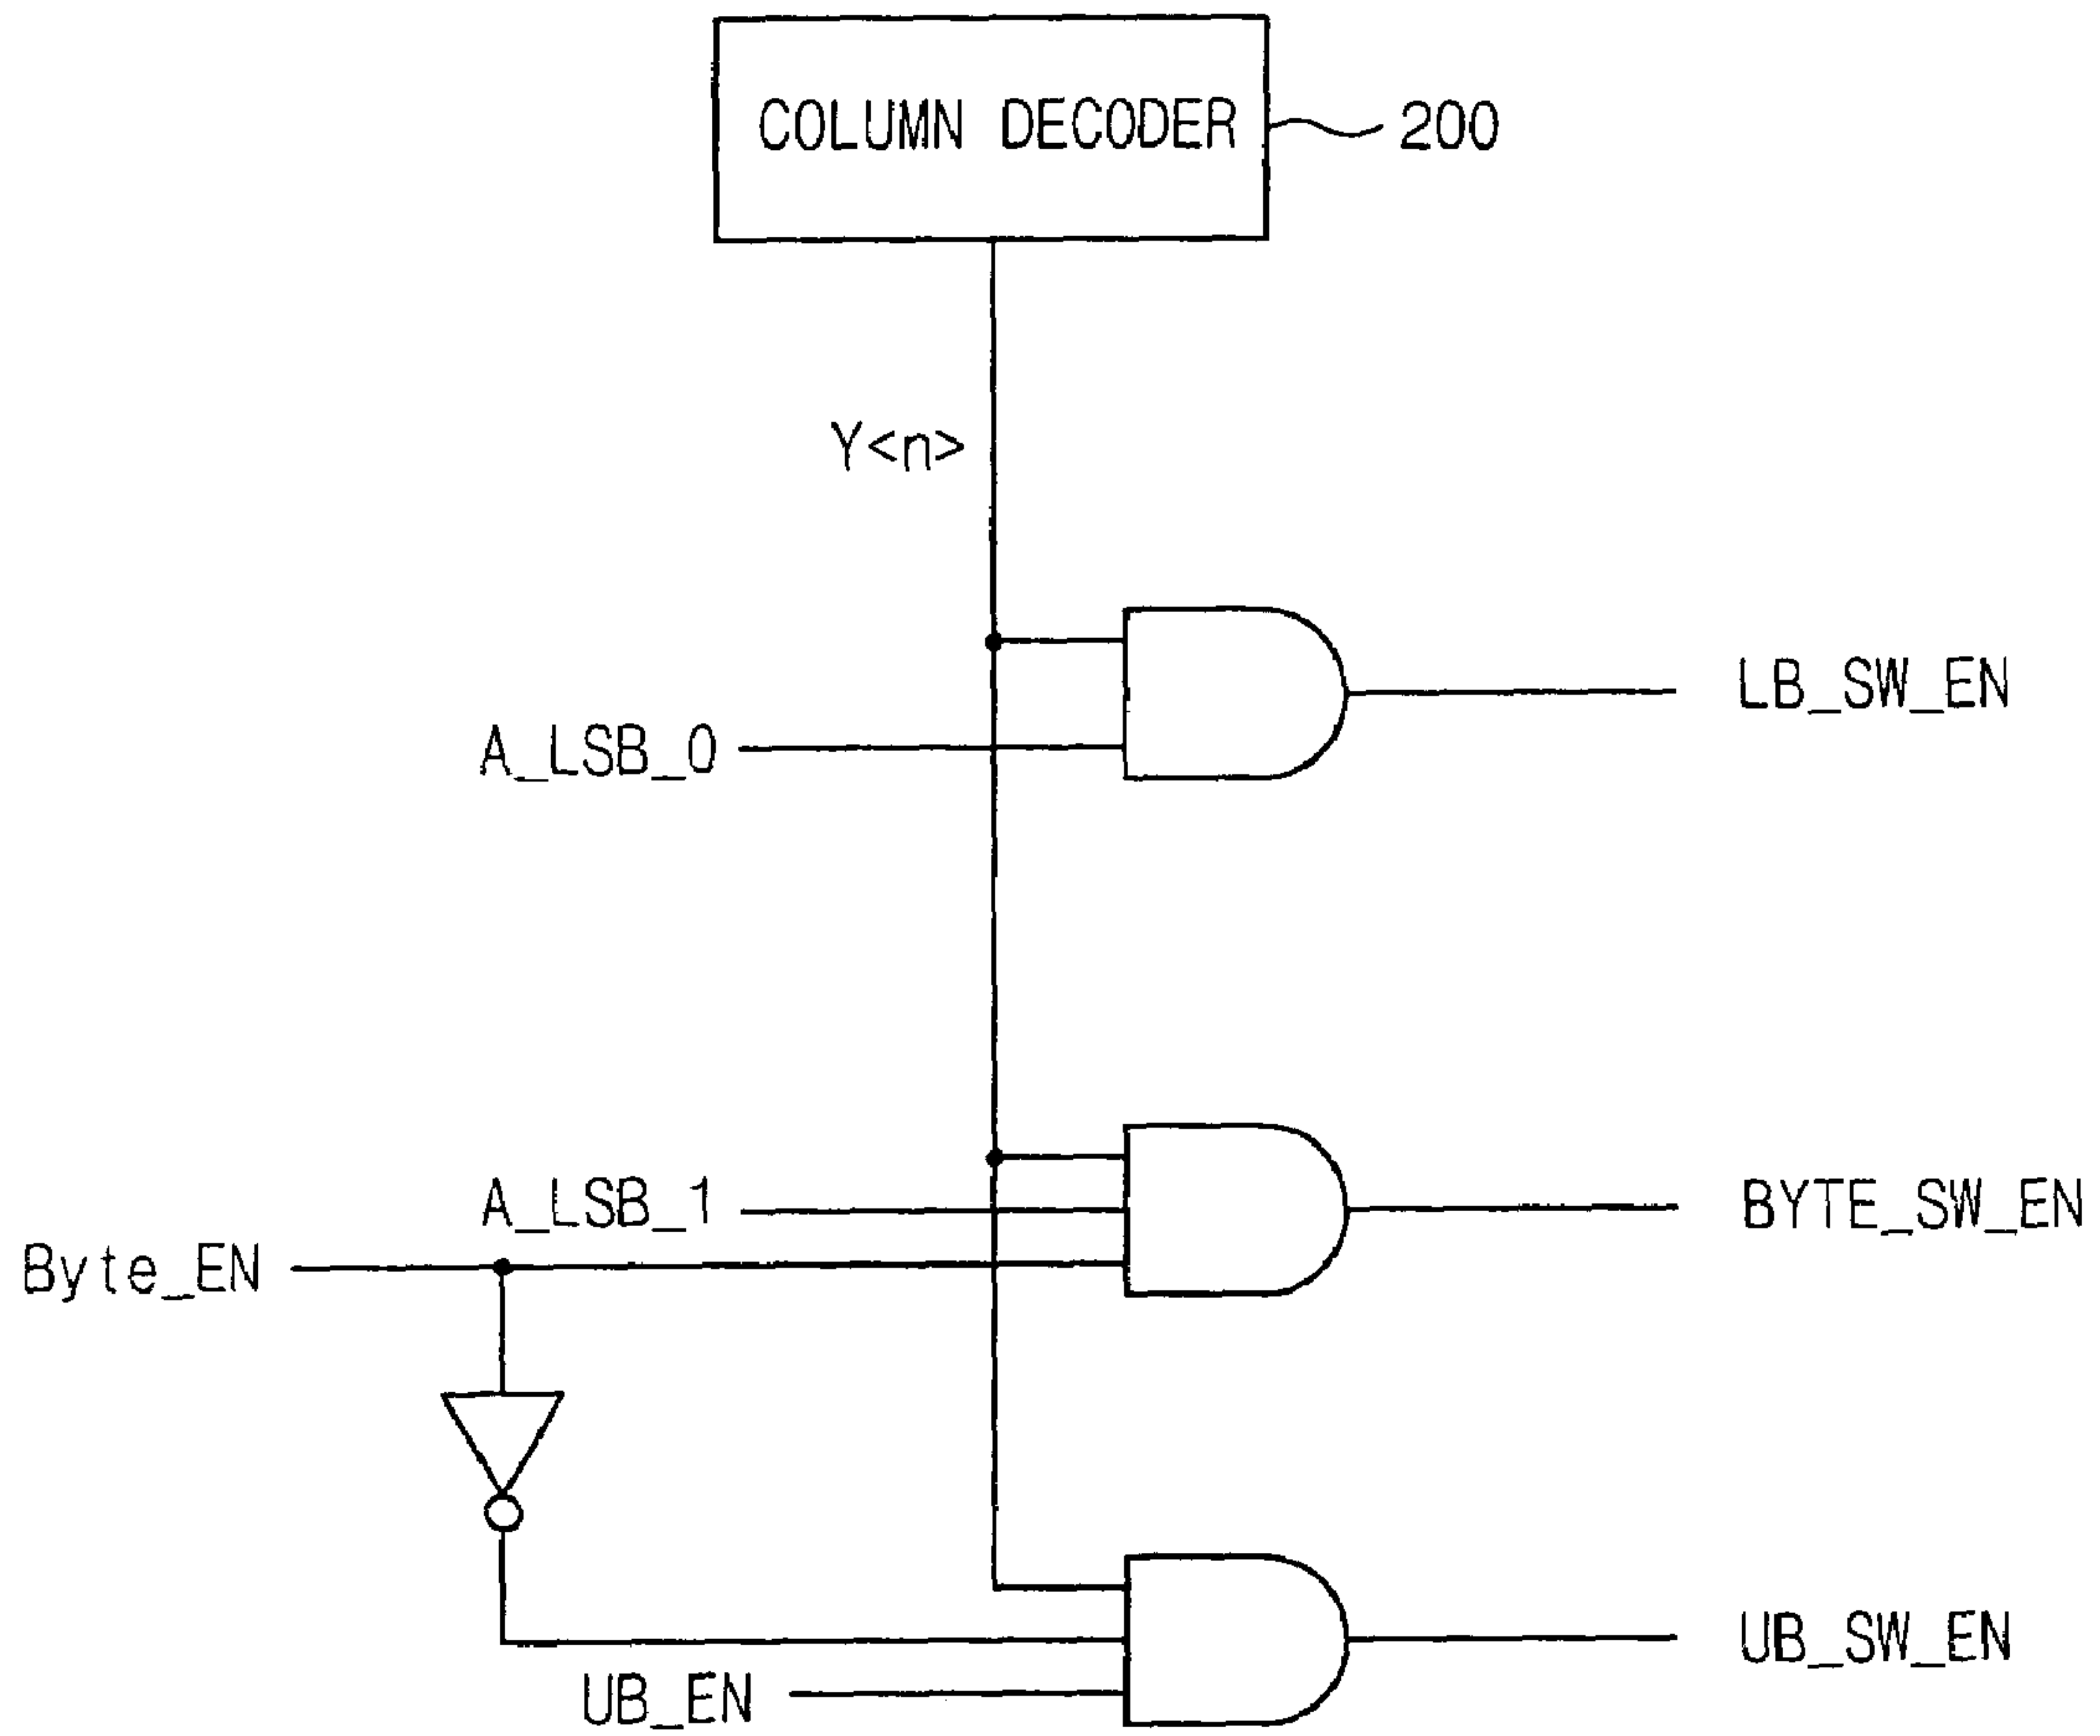 COLUMN DECODER
200
Y<n>
LB_SW_EN
A_LSB_0
A_LSB_1
BYTE_SW_EN
Byte_EN
UB_SW_EN
UB_EN